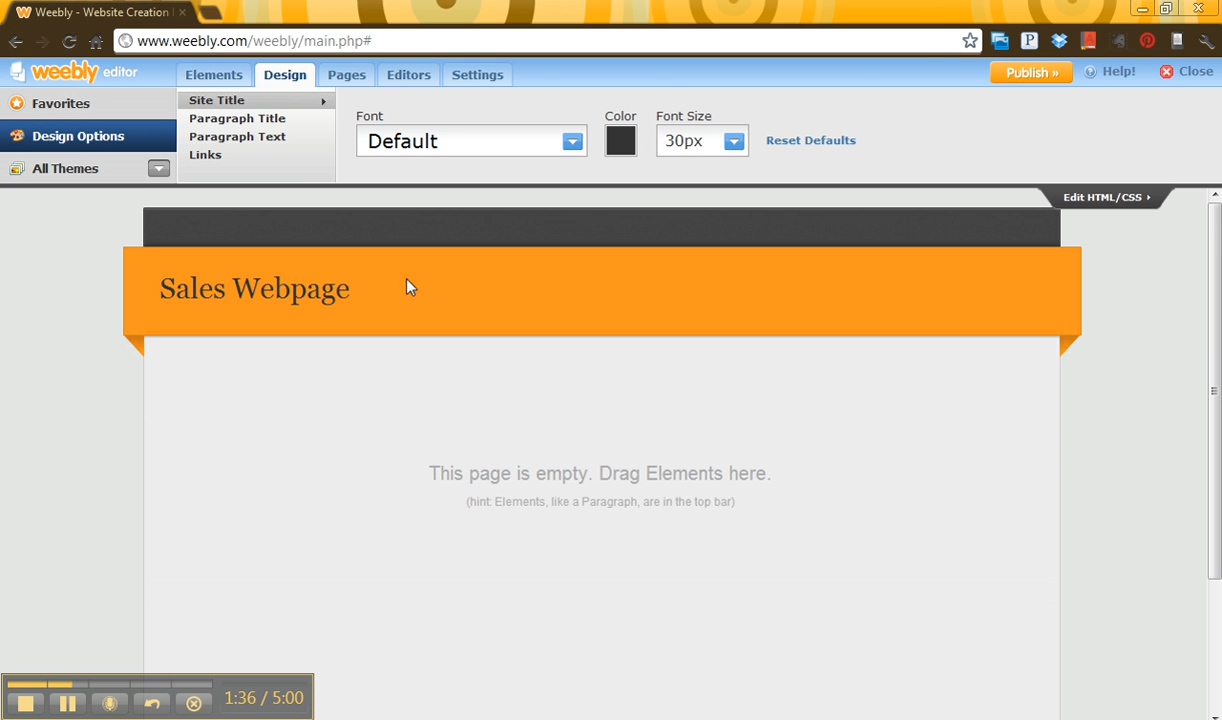 Weebly - Website Creation
www.weebly.com/weebly/main.php#
weebly editor
Elements
Design
Pages
Editors
Settings
Publish »
Help!
Close
Favorites
Design Options
All Themes
Site Title
Paragraph Title
Paragraph Text
Links
Font
Default
Color
Font Size
30px
Reset Defaults
Edit HTML/CSS
Sales Webpage
This page is empty. Drag Elements here.
(hint: Elements, like a Paragraph, are in the top bar)
1:36 / 5:00